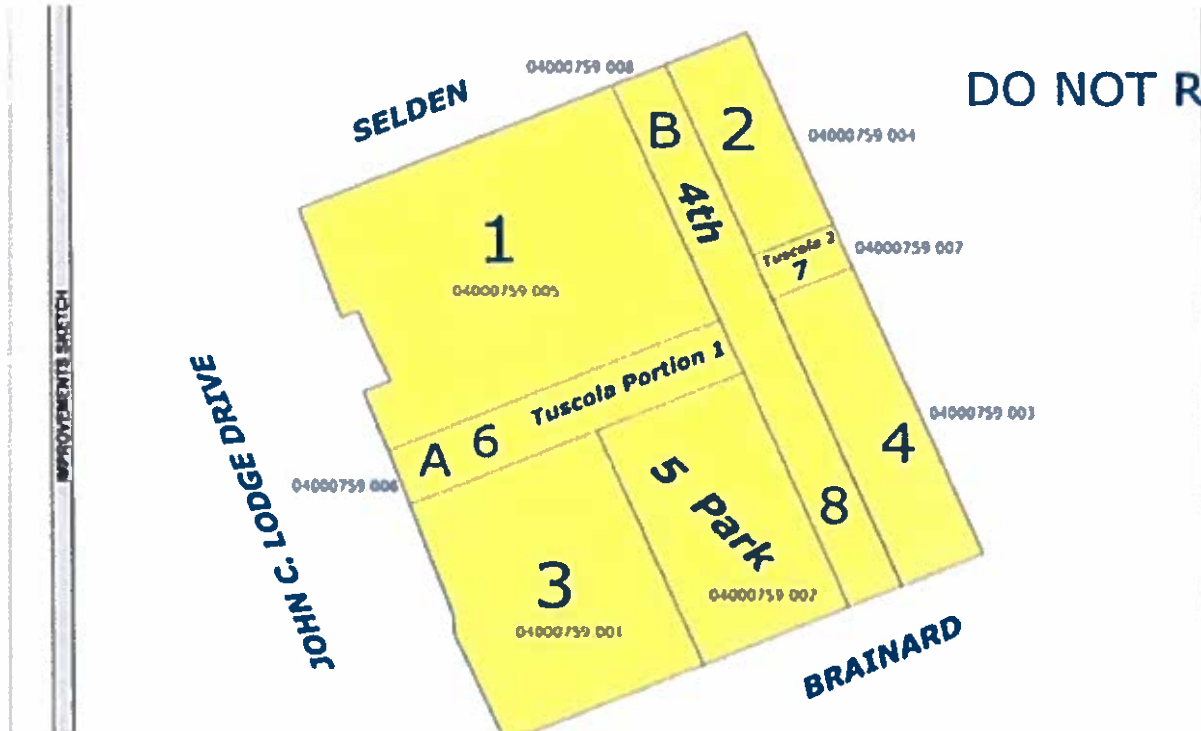 04000759 008
SELDEN
DO NOT R
B
2
04000759 004
4th
1
04000759 005
Tuscola 2
7
04000759 007
Tuscola Portion 1
JOHN C. LODGE DRIVE
A 6
04000759 006
04000759 003
4
5 Park
8
3
04000759 002
04000759 001
BRAINARD